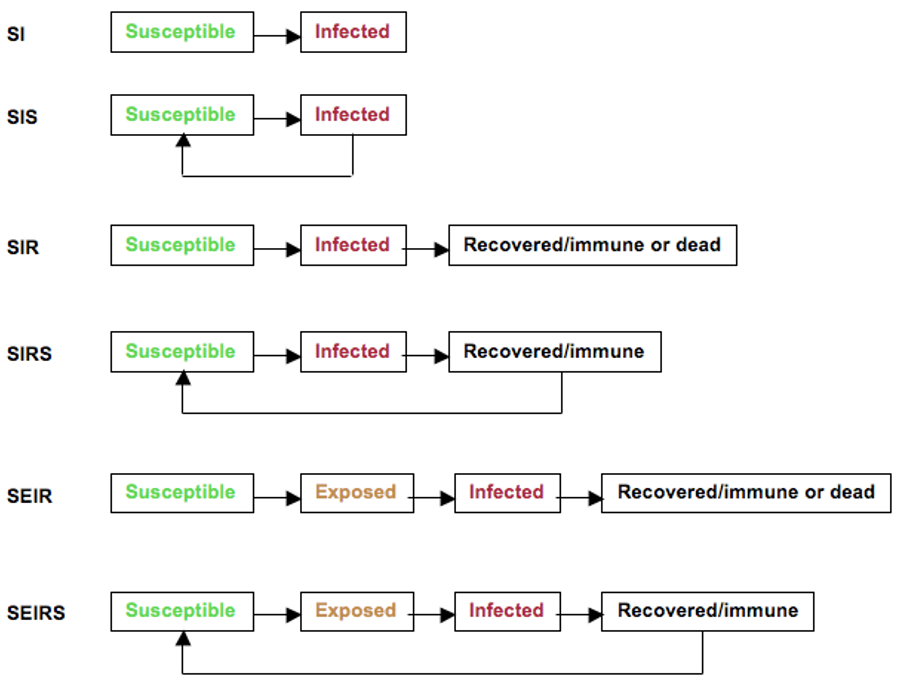 SI Susceptible Infected
SIS Susceptible Infected
SIR Susceptible Infected Recovered/immune or dead
SIRS Susceptible Infected Recovered/immune
SEIR Susceptible Exposed Infected Recovered/immune or dead
SEIRS Susceptible Exposed Infected Recovered/immune